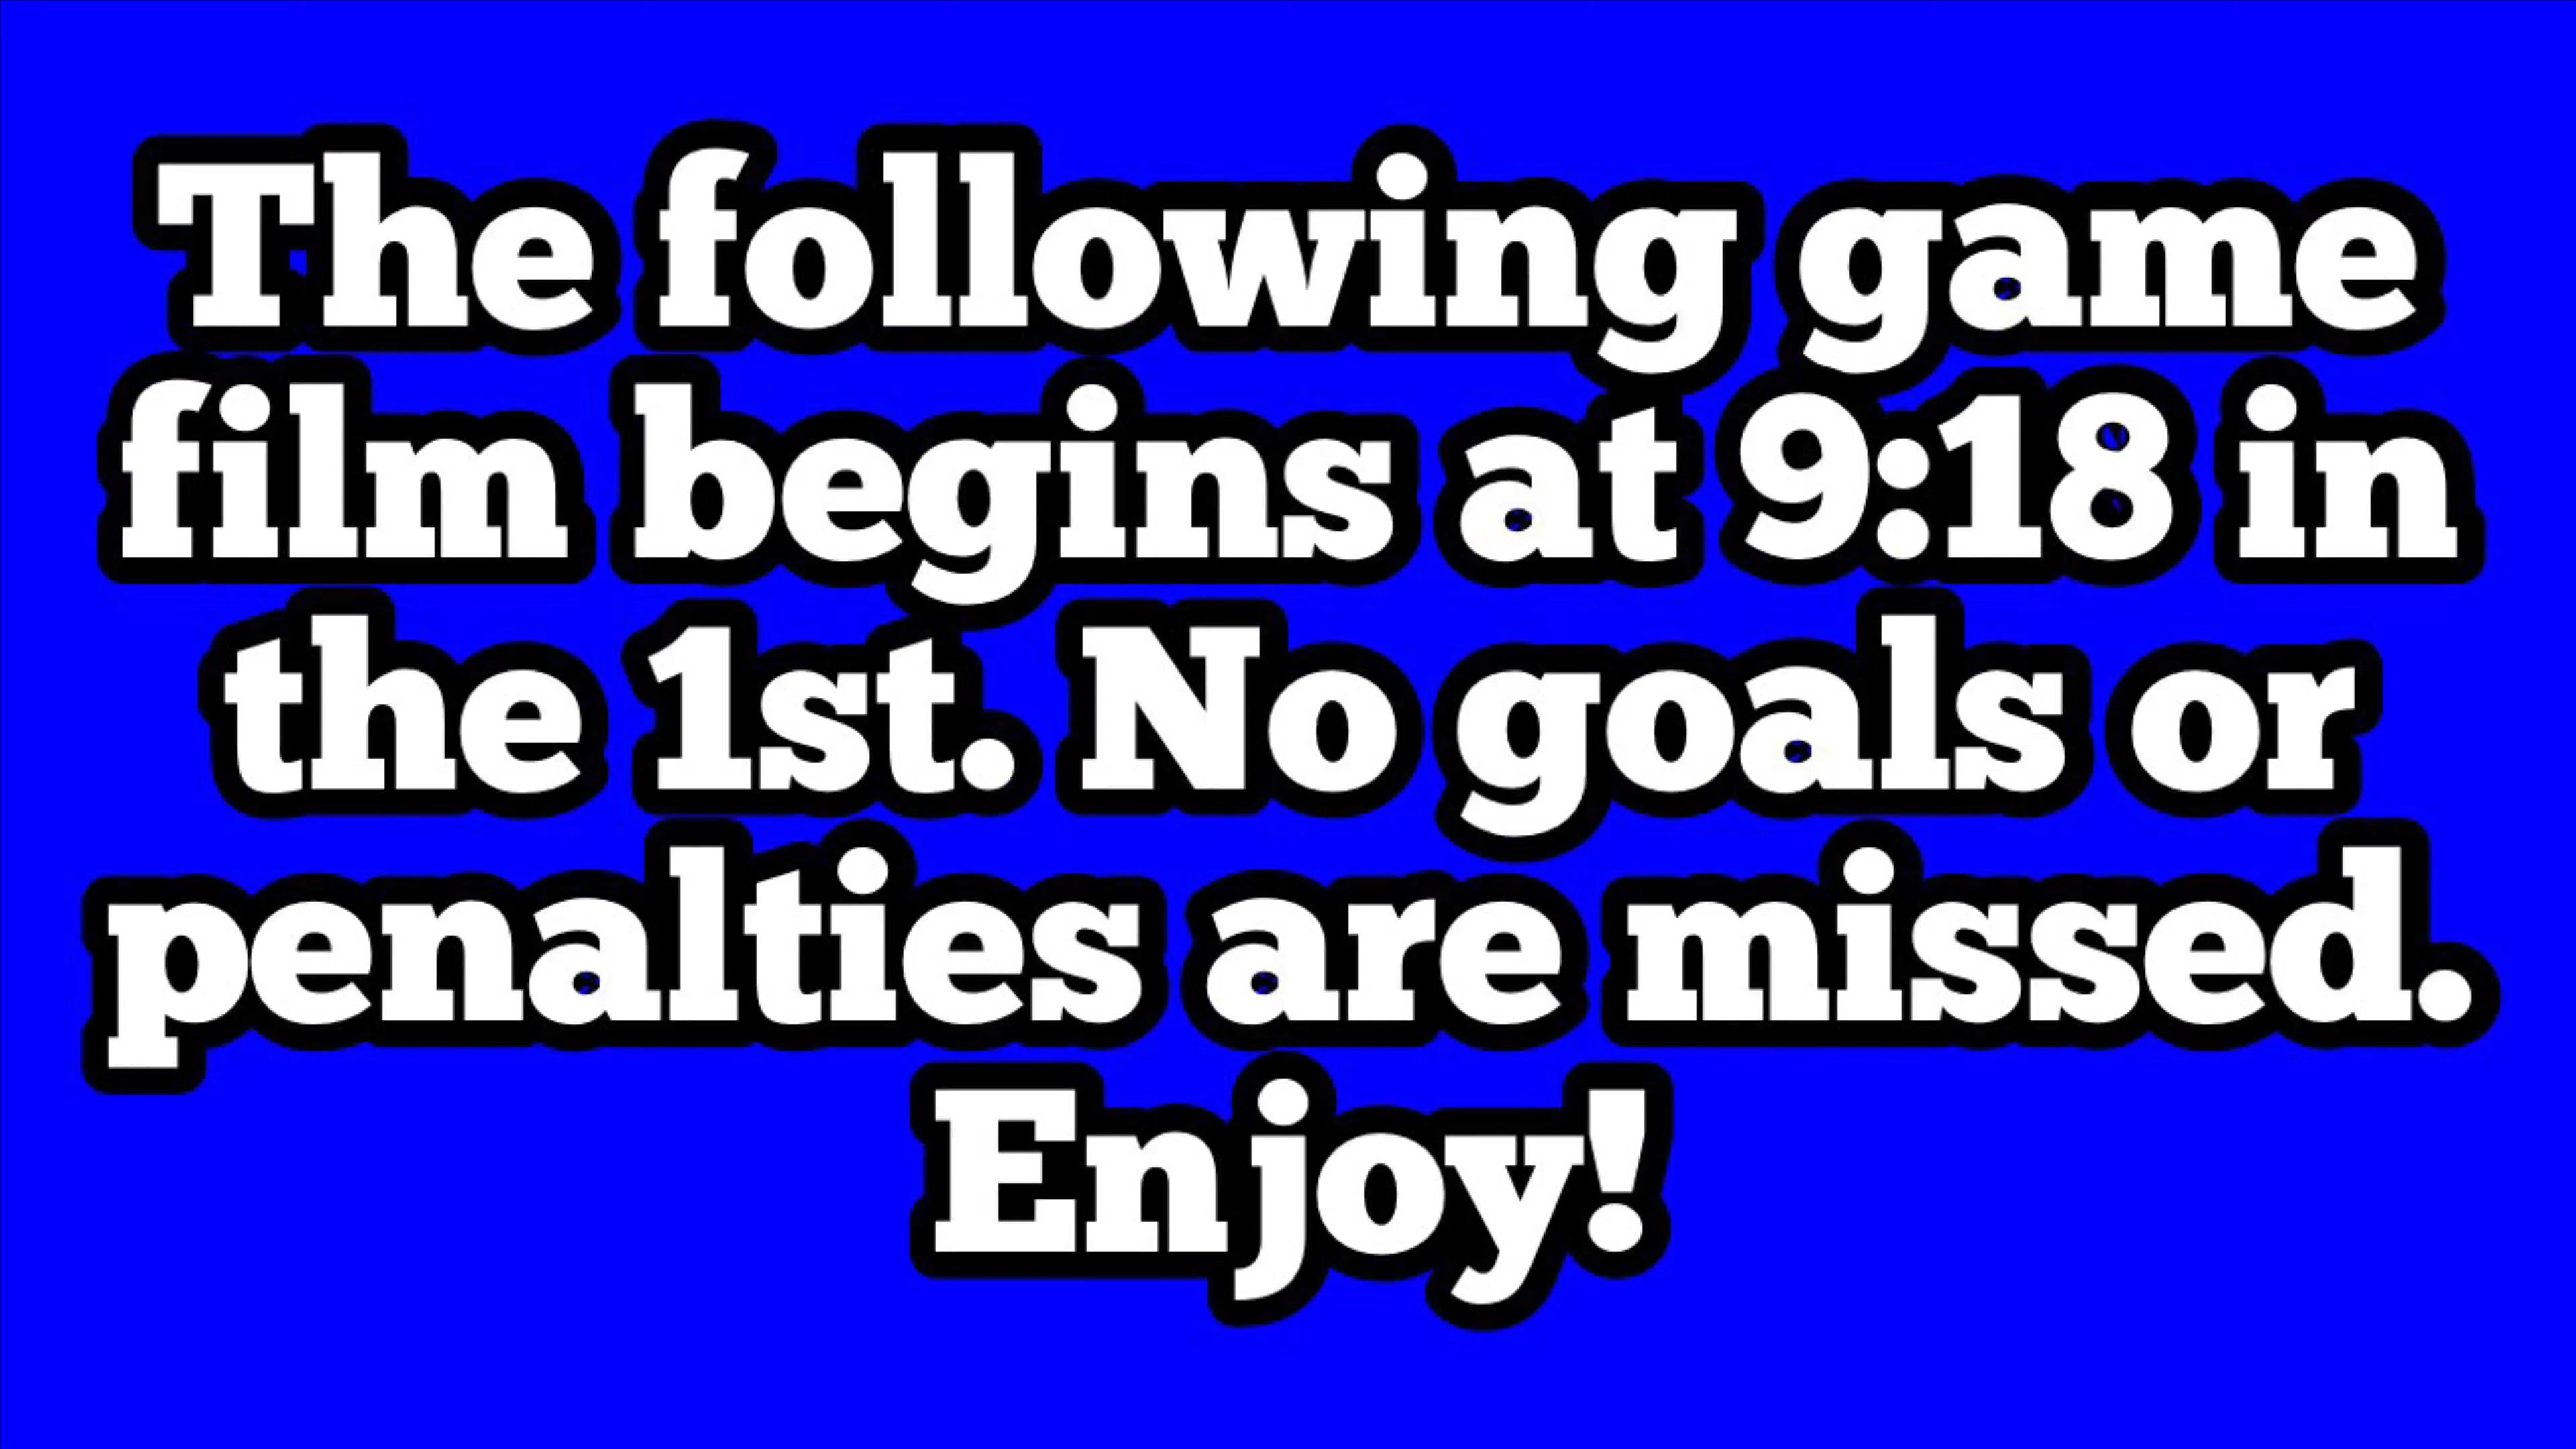 The following game
film begins at 9:18 in
the 1st. No goals or
penalties are missed.
Enjoy!